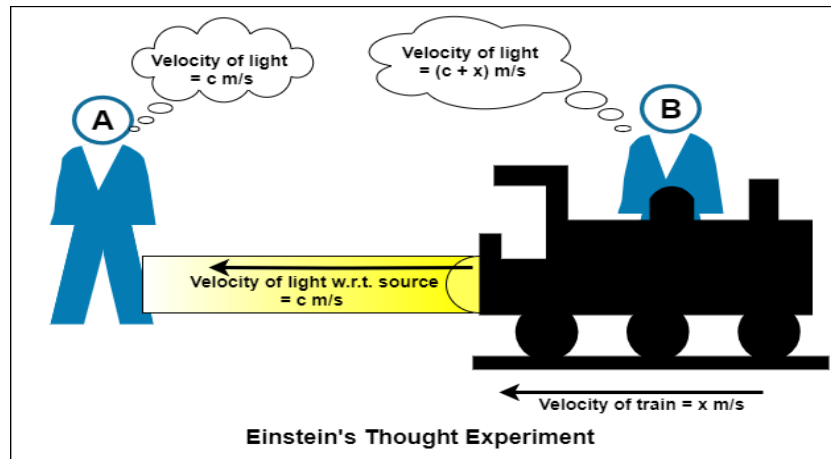 Velocity of light
= c m/s
Velocity of light
= (c + x) m/s
A
B
Velocity of light w.r.t. source
= c m/s
Velocity of train = x m/s
Einstein's Thought Experiment